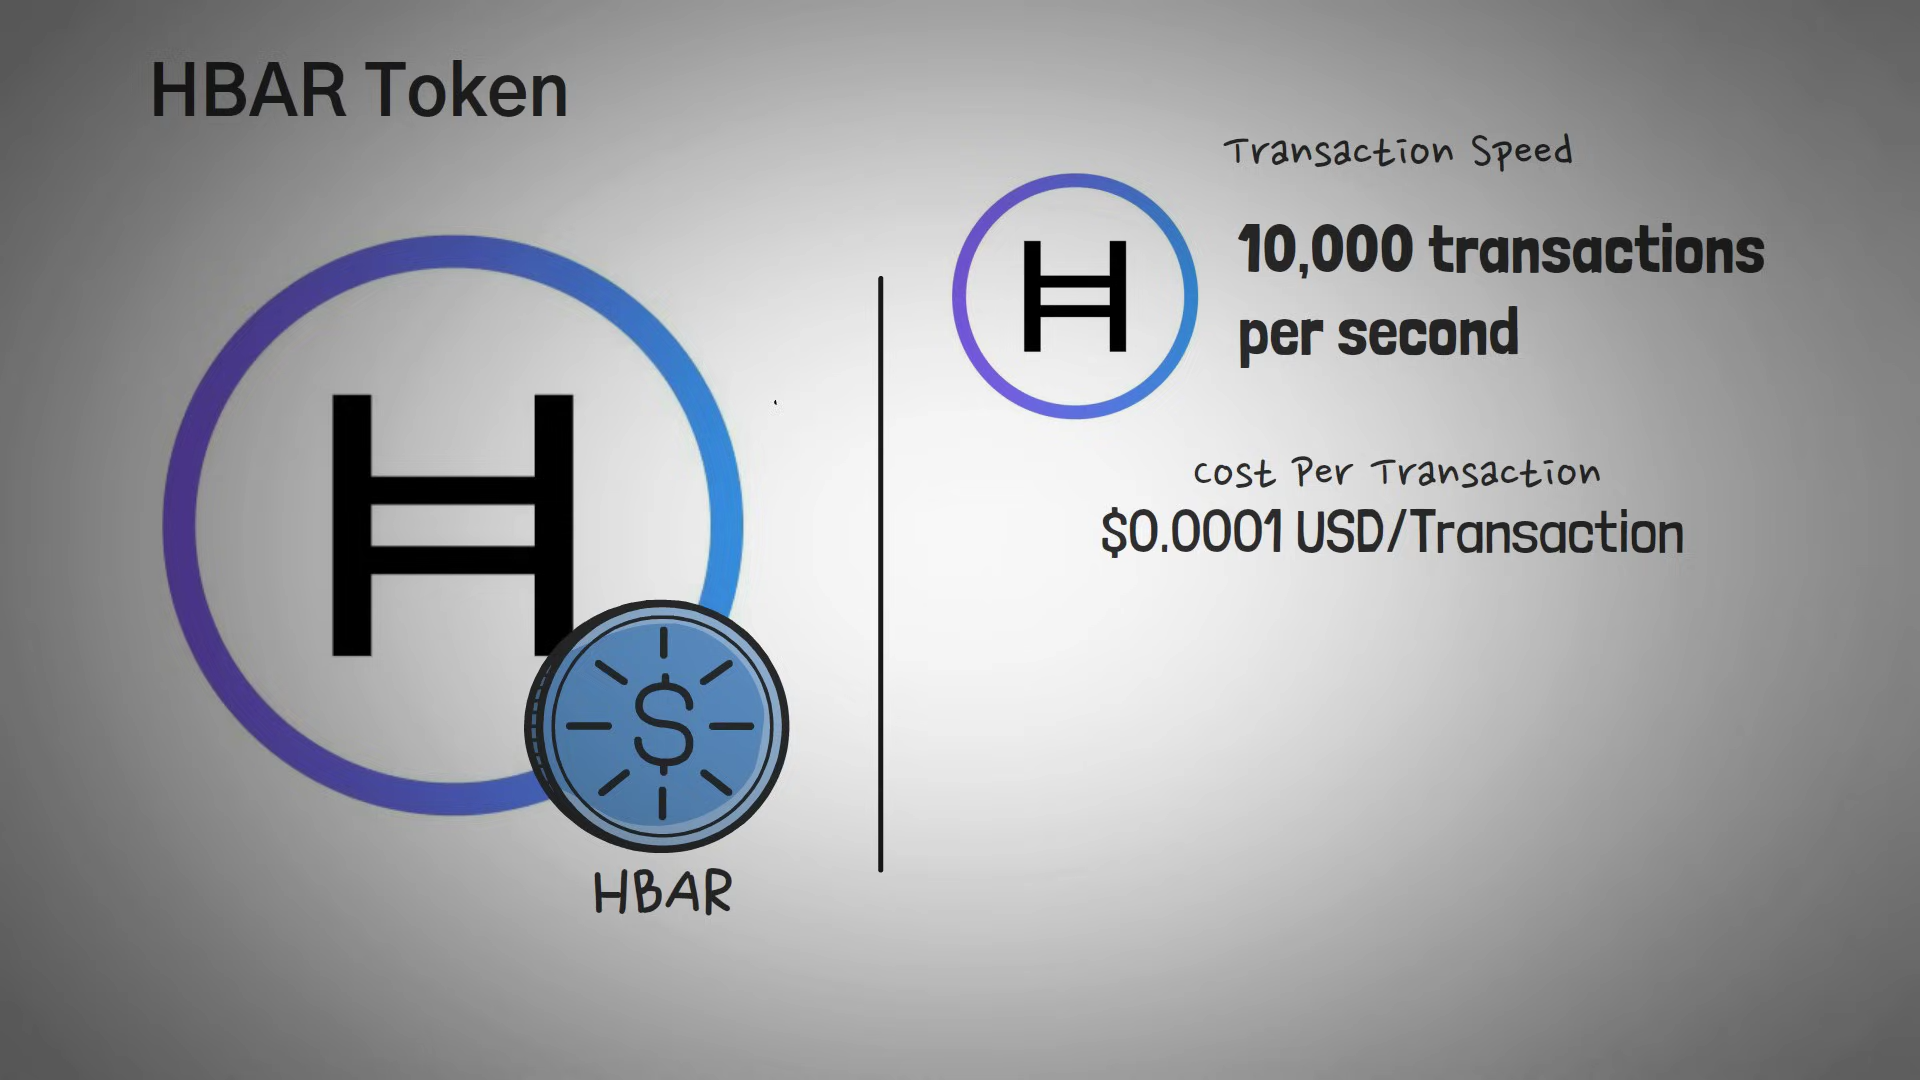 HBAR Token
HBAR
Transaction Speed
10,000 transactions
per second
Cost Per Transaction
$0.0001 USD/Transaction